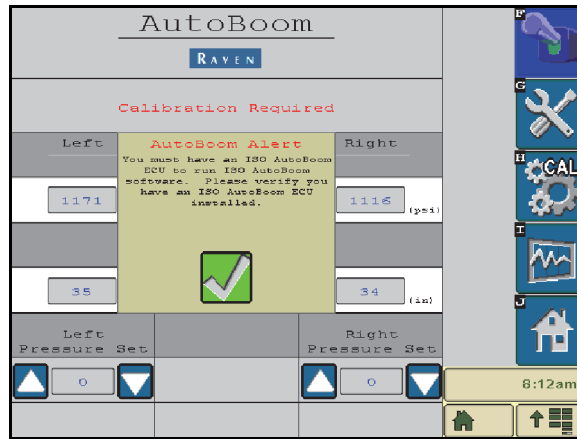 AutoBoom
RAVEN
Calibration Required
Left
Right
AutoBoom Alert
You must have an ISO AutoBoom
ECU to run ISO AutoBoom
software. Please verify you
have an ISO AutoBoom ECU
installed.
1171
1116
(psi)
35
34
(in)
Left
Pressure Set
Right
Pressure Set
0
0
F
G
H
CAL
I
J
8:12am